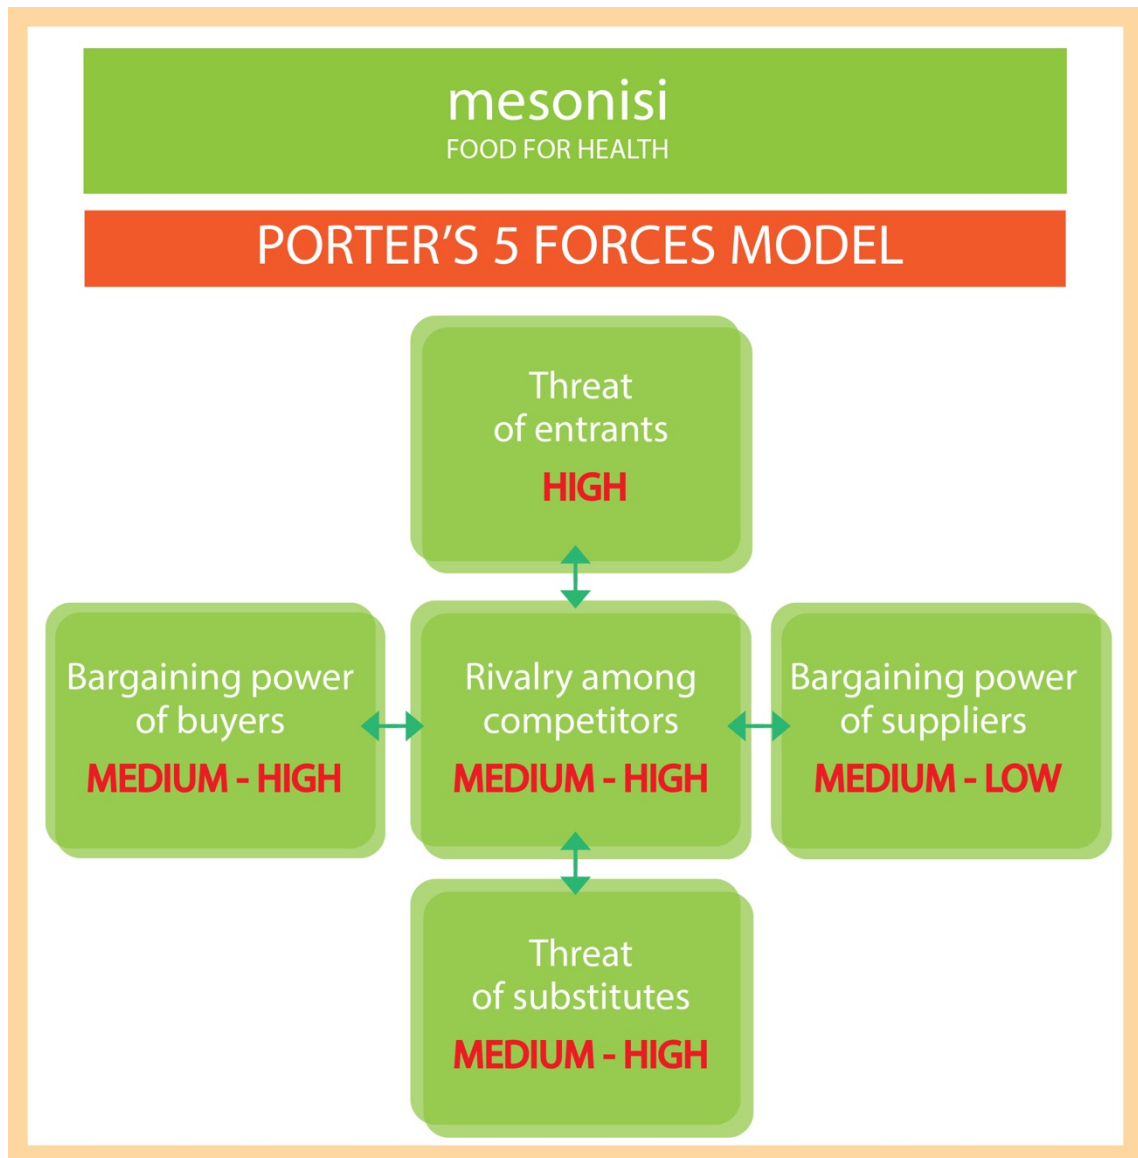 mesonisi
FOOD FOR HEALTH
PORTER'S 5 FORCES MODEL
Threat
of entrants
HIGH
Bargaining power
of buyers
MEDIUM - HIGH
Rivalry among
competitors
MEDIUM - HIGH
Bargaining power
of suppliers
MEDIUM - LOW
Threat
of substitutes
MEDIUM - HIGH